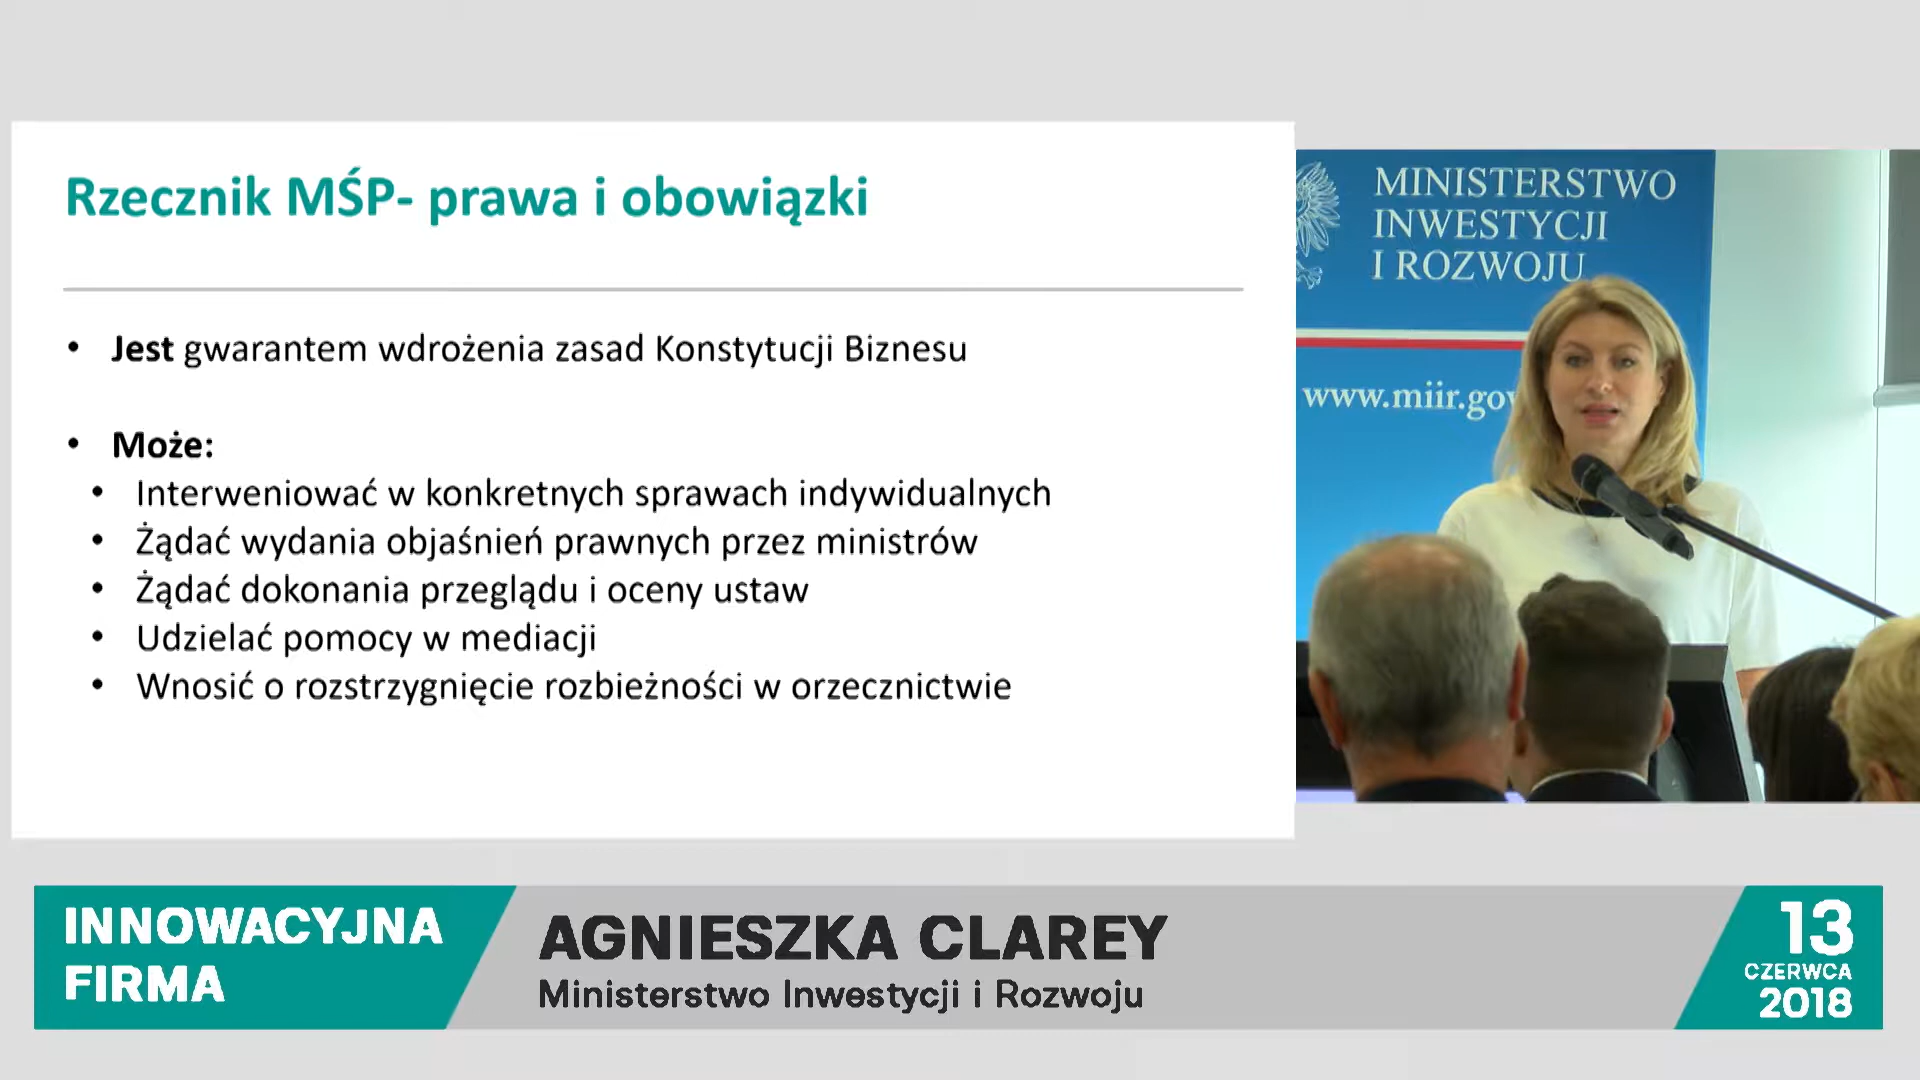 Rzecznik MŚP- prawa i obowiązki
• Jest gwarantem wdrożenia zasad Konstytucji Biznesu
• Może:
• Interweniować w konkretnych sprawach indywidualnych
• Żądać wydania objaśnień prawnych przez ministrów
• Żądać dokonania przeglądu i oceny ustaw
• Udzielać pomocy w mediacji
• Wnosić o rozstrzygnięcie rozbieżności w orzecznictwie
MINISTERSTWO
INWESTYCJI
I ROZWOJU
www.miir.gov
INNOWACYJNA
FIRMA
AGNIESZKA CLAREY
Ministerstwo Inwestycji i Rozwoju
13
CZERWCA
2018